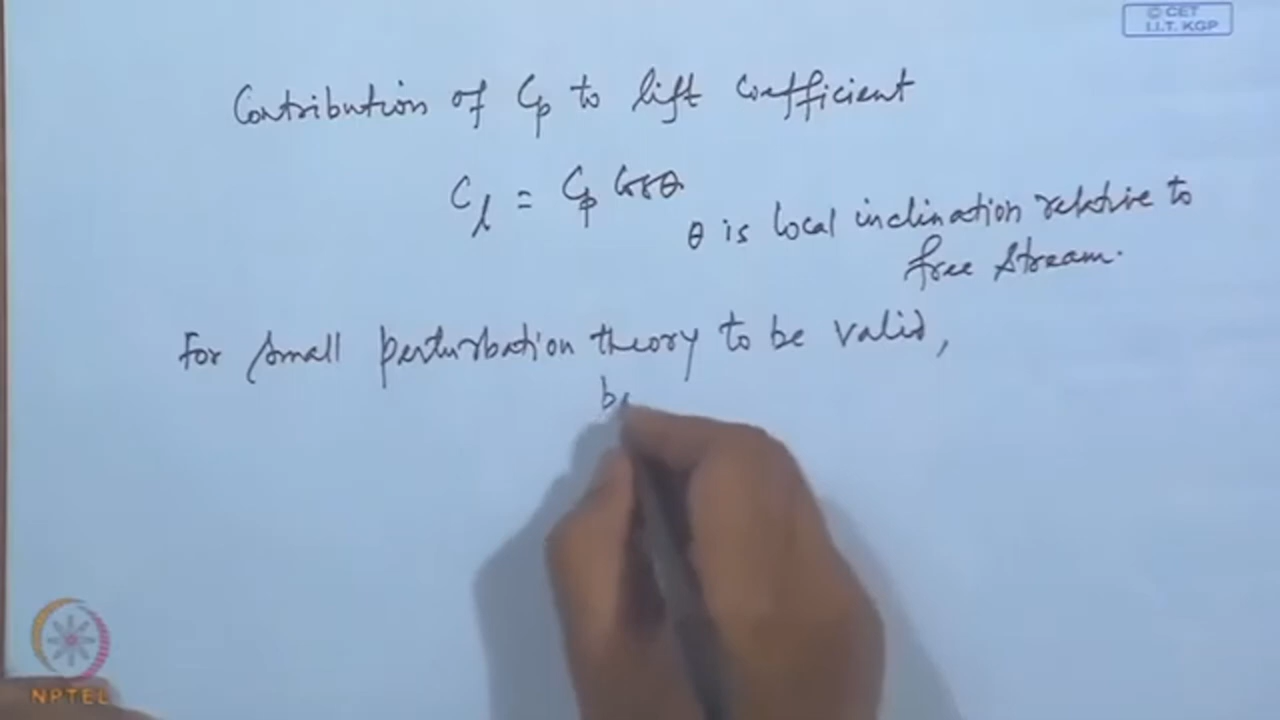 © CET
I.I.T. KGP
Contribution of Cp to lift coefficient
Cl = Cp Cosθ
θ is local inclination relative to
free stream.
For small perturbation theory to be valid,
NPTEL